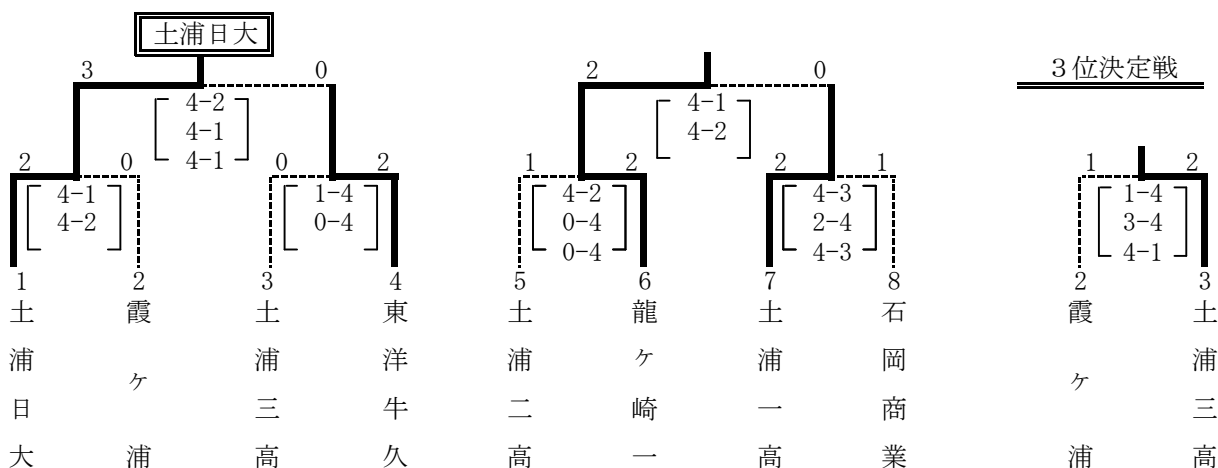 土浦日大
3 0
4-2
4-1
4-1
2 0
4-1
4-2
0 2
1-4
0-4
1 2 3 4
土浦日大
霞ヶ浦
土浦三高
東洋牛久
2 0
4-1
4-2
1 2
4-2
0-4
0-4
2 1
4-3
2-4
4-3
5 6 7 8
土浦二高
龍ケ崎一
土浦一高
石岡商業
3位決定戦
1 2
1-4
3-4
4-1
2 3
霞ヶ浦
土浦三高